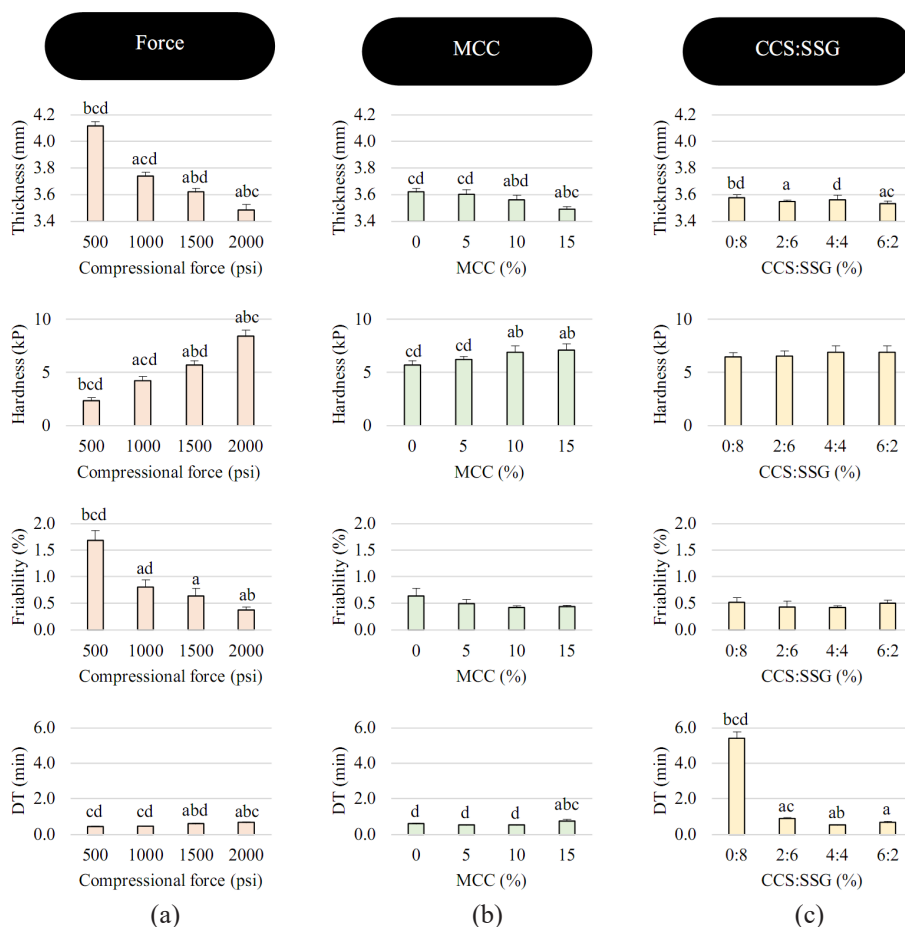 Force
MCC
CCS:SSG
Thickness (mm)
4.2
4.0
3.8
3.6
3.4
bcd
acd
abd
abc
500 1000 1500 2000
Compressional force (psi)
Thickness (mm)
4.2
4.0
3.8
3.6
3.4
cd
cd
abd
abc
0 5 10 15
MCC (%)
Thickness (mm)
4.2
4.0
3.8
3.6
3.4
bd
a
d
ac
0:8 2:6 4:4 6:2
CCS:SSG (%)
Hardness (kP)
10
5
0
bcd
acd
abd
abc
500 1000 1500 2000
Compressional force (psi)
Hardness (kP)
10
5
0
cd
cd
ab
ab
0 5 10 15
MCC (%)
Hardness (kP)
10
5
0
0:8 2:6 4:4 6:2
CCS:SSG (%)
Friability (%)
2.0
1.5
1.0
0.5
0.0
bcd
ad
a
ab
500 1000 1500 2000
Compressional force (psi)
Friability (%)
2.0
1.5
1.0
0.5
0.0
0 5 10 15
MCC (%)
Friability (%)
2.0
1.5
1.0
0.5
0.0
0:8 2:6 4:4 6:2
CCS:SSG (%)
DT (min)
6.0
4.0
2.0
0.0
cd
cd
abd
abc
500 1000 1500 2000
Compressional force (psi)
DT (min)
6.0
4.0
2.0
0.0
d
d
d
abc
0 5 10 15
MCC (%)
DT (min)
6.0
4.0
2.0
0.0
bcd
ac
ab
a
0:8 2:6 4:4 6:2
CCS:SSG (%)
(a)
(b)
(c)